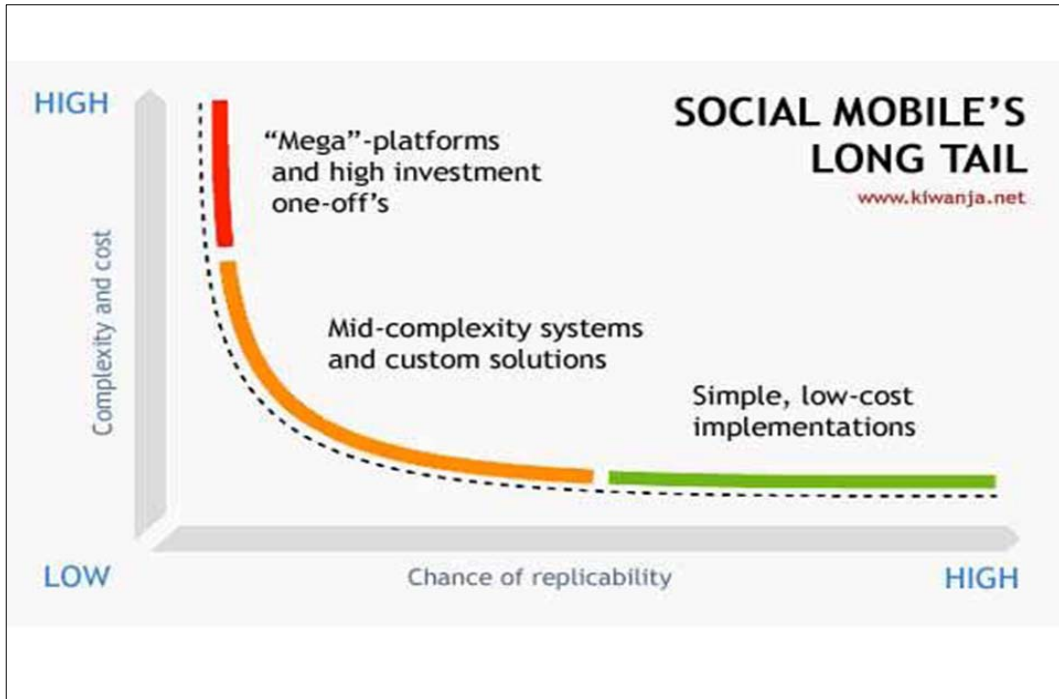 HIGH
SOCIAL MOBILE'S
LONG TAIL
www.kiwanja.net
“Mega”-platforms
and high investment
one-off's
Complexity and cost
Mid-complexity systems
and custom solutions
Simple, low-cost
implementations
LOW
Chance of replicability
HIGH